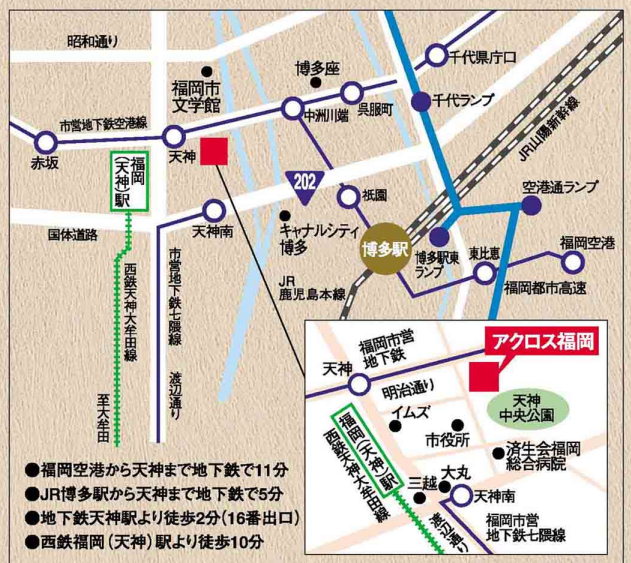 昭和通り
福岡市
文学館
博多座
千代県庁口
中洲川端
呉服町
千代ランプ
市営地下鉄空港線
赤坂
天神
JR山陽新幹線
福岡
(天神)駅
202
祇園
空港通ランプ
天神南
国体道路
キャナルシティ
博多
博多駅
博多駅東
ランプ
東比恵
福岡空港
福岡都市高速
JR
鹿児島本線
西鉄天神大牟田線
市営地下鉄七隈線
渡辺通り
至大牟田
アクロス福岡
福岡市営
地下鉄
天神
明治通り
天神
中央公園
イムズ
市役所
福岡(天神)駅
西鉄天神大牟田線
済生会福岡
総合病院
三越
大丸
天神南
渡辺通り
福岡市営
地下鉄七隈線
●福岡空港から天神まで地下鉄で11分
●JR博多駅から天神まで地下鉄で5分
●地下鉄天神駅より徒歩2分(16番出口)
●西鉄福岡(天神)駅より徒歩10分